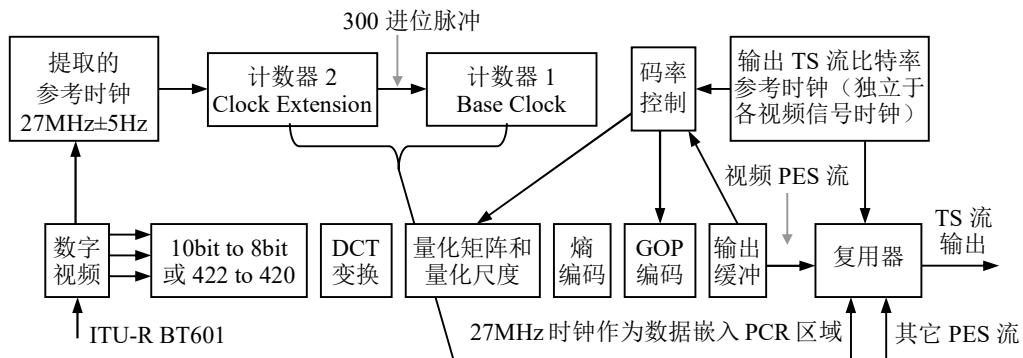 300 进位脉冲
提取的
参考时钟
27MHz±5Hz
计数器 2
Clock Extension
计数器 1
Base Clock
码率
控制
输出 TS 流比特率
参考时钟（独立于
各视频信号时钟）
视频 PES 流
TS 流
输出
数字
视频
10bit to 8bit
或 422 to 420
DCT
变换
量化矩阵和
量化尺度
熵
编码
GOP
编码
输出
缓冲
复用器
ITU-R BT601
27MHz 时钟作为数据嵌入 PCR 区域
其它 PES 流